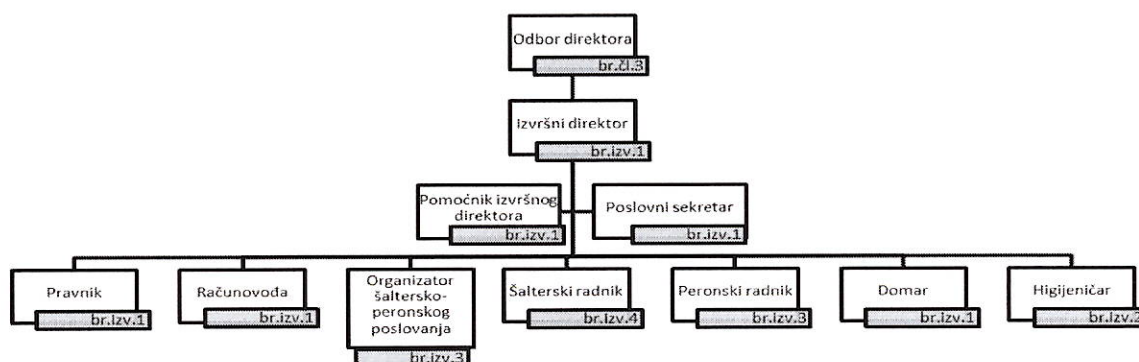 Odbor direktora
br.čl.3
Izvršni direktor
br.izv.1
Pomoćnik izvršnog
direktora
br.izv.1
Poslovni sekretar
br.izv.1
Pravnik
br.izv.1
Računovođa
br.izv.1
Organizator
šaltersko-
peronskog
poslovanja
br.izv.3
Šalterski radnik
br.izv.4
Peronski radnik
br.izv.3
Domar
br.izv.1
Higijeničar
br.izv.2